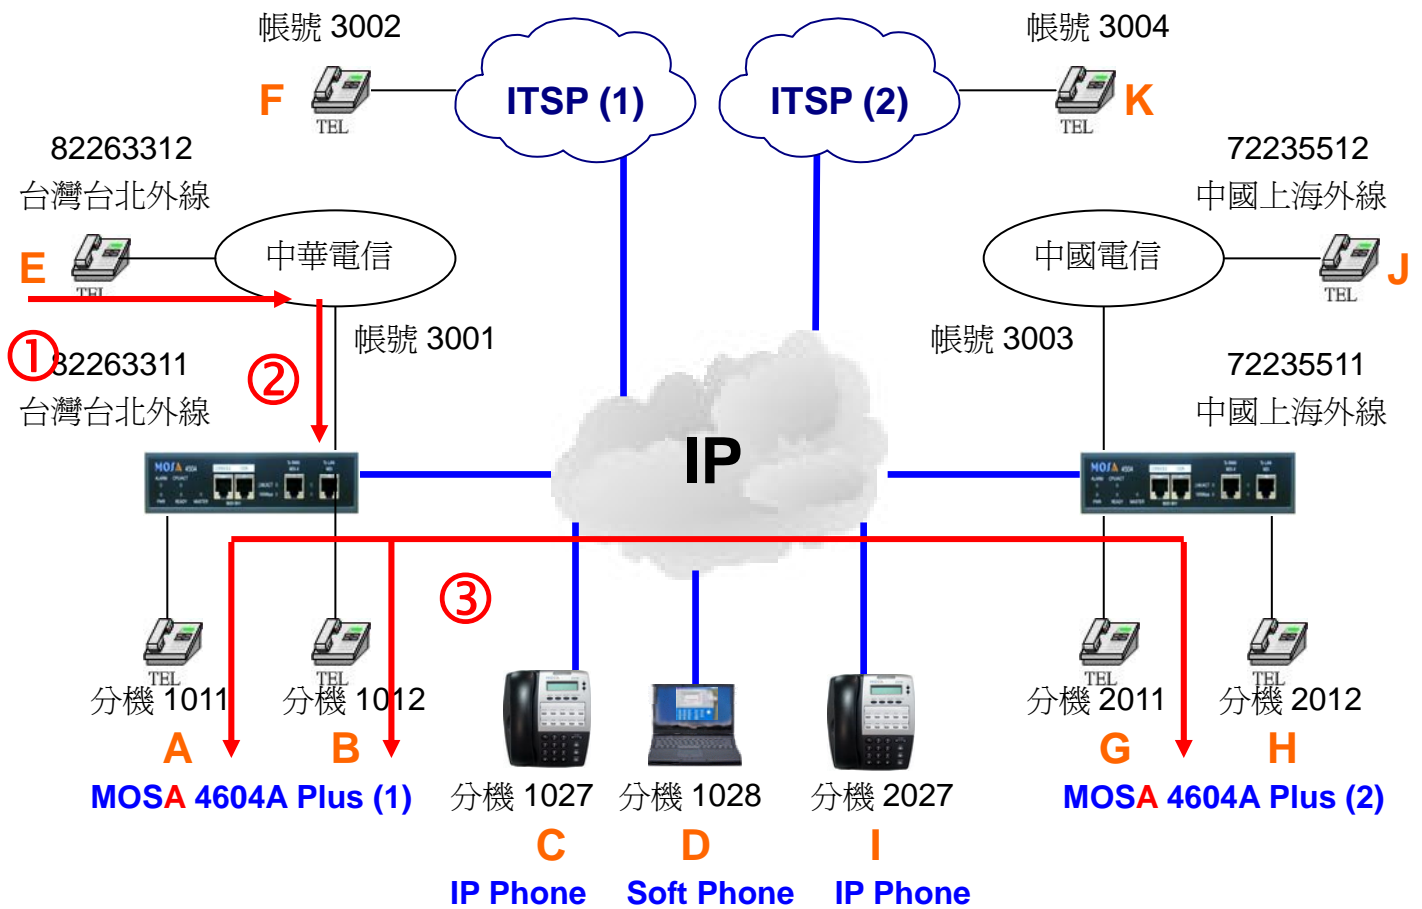 帳號 3002
帳號 3004
F
TEL
ITSP (1)
ITSP (2)
TEL
K
82263312
台灣台北外線
72235512
中國上海外線
E
TEL
中華電信
中國電信
TEL
J
①
82263311
台灣台北外線
②
帳號 3001
帳號 3003
72235511
中國上海外線
IP
MOSA 4504
MOSA 4504
③
TEL
分機 1011
A
TEL
分機 1012
B
TEL
分機 2011
G
TEL
分機 2012
H
MOSA 4604A Plus (1)
分機 1027
分機 1028
分機 2027
MOSA 4604A Plus (2)
C
D
I
IP Phone
Soft Phone
IP Phone